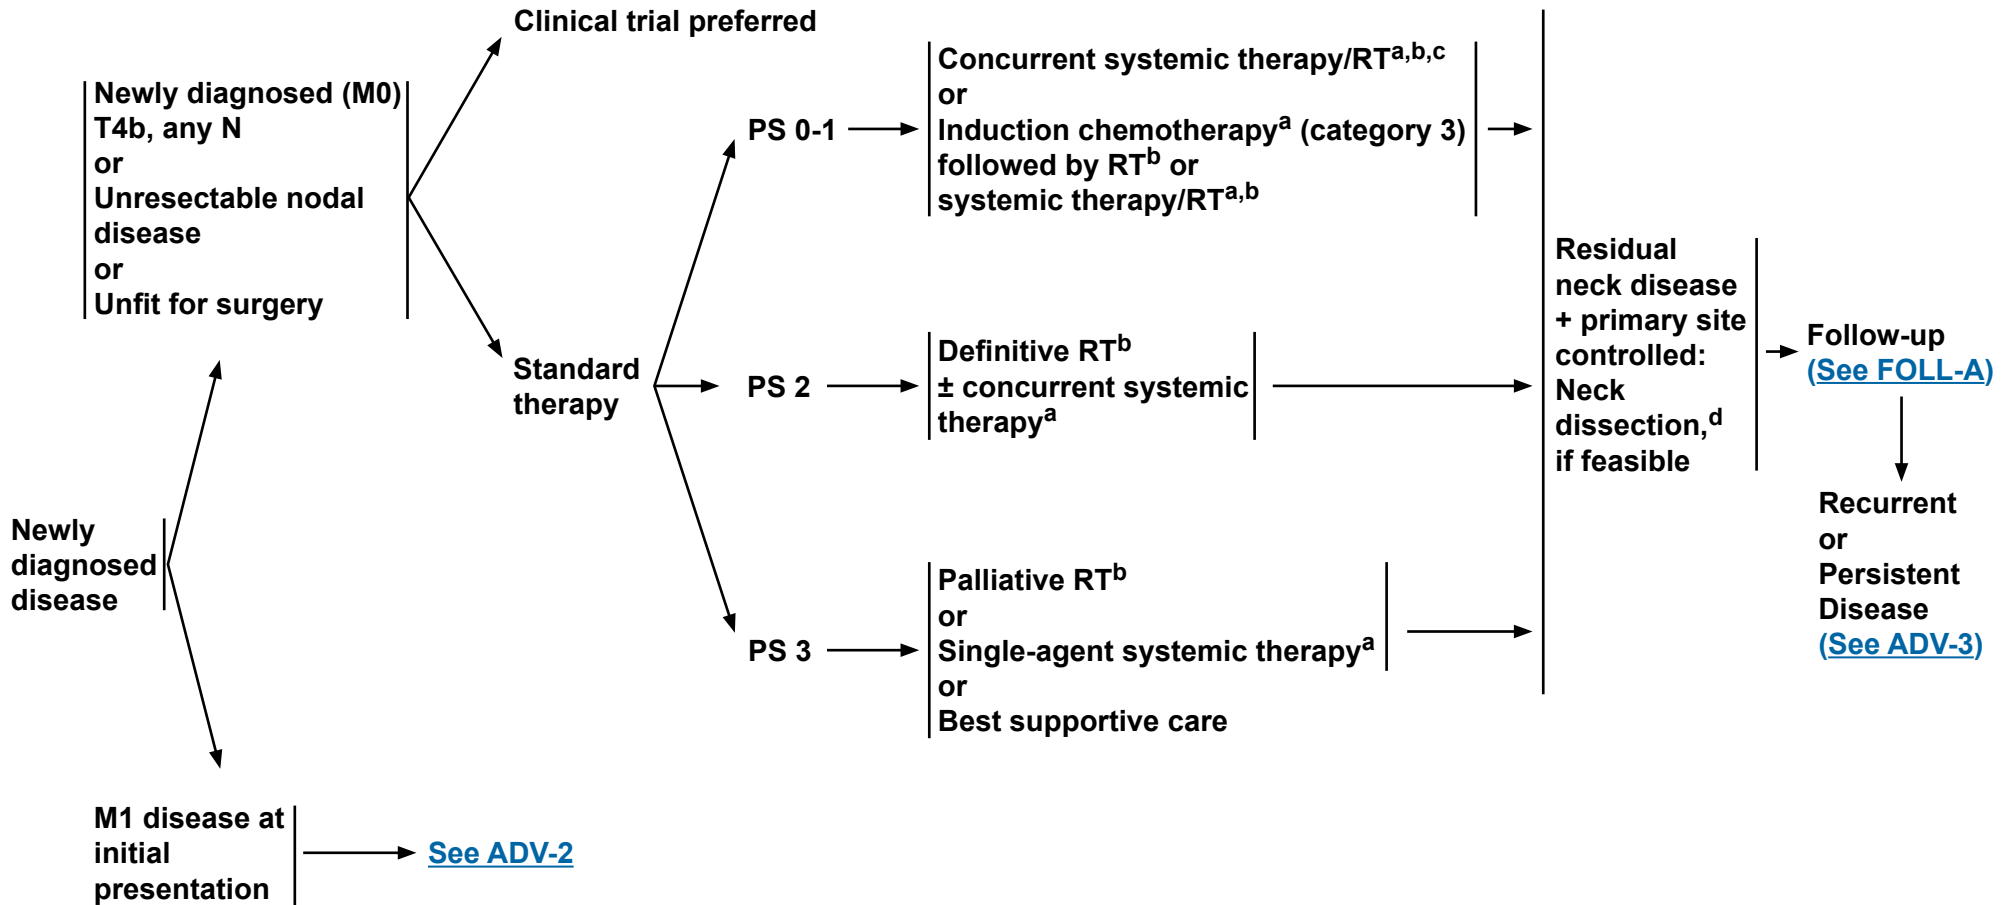 Clinical trial preferred
Newly diagnosed (M0)
T4b, any N
or
Unresectable nodal
disease
or
Unfit for surgery
Newly
diagnosed
disease
M1 disease at
initial
presentation
See ADV-2
Standard
therapy
PS 0-1
Concurrent systemic therapy/RTa,b,c
or
Induction chemotherapya (category 3)
followed by RTb or
systemic therapy/RTa,b
PS 2
Definitive RTb
± concurrent systemic
therapya
PS 3
Palliative RTb
or
Single-agent systemic therapya
or
Best supportive care
Residual
neck disease
+ primary site
controlled:
Neck
dissection,d
if feasible
Follow-up
(See FOLL-A)
Recurrent
or
Persistent
Disease
(See ADV-3)